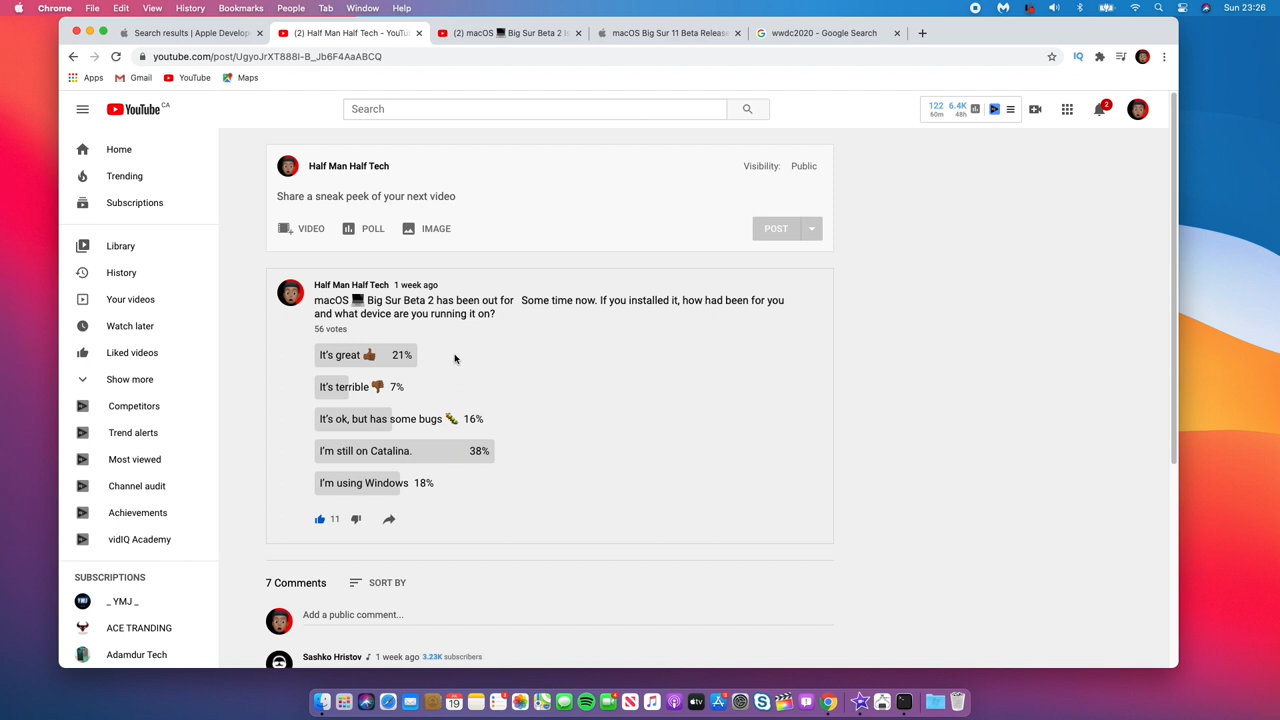 Chrome File Edit View History Bookmarks People Tab Window Help Sun 23:26
Search results | Apple Develop (2) Half Man Half Tech - YouTu (2) macOS 💻 Big Sur Beta 2 is macOS Big Sur 11 Beta Release wwdc2020 - Google Search
youtube.com/post/UgyoJrXT888I-B_Jb6F4AaABCQ
Apps Gmail YouTube Maps
YouTube CA
Search
122 6.4K
60m 48h
2
Home
Trending
Subscriptions
Library
History
Your videos
Watch later
Liked videos
Show more
Competitors
Trend alerts
Most viewed
Channel audit
Achievements
vidIQ Academy
SUBSCRIPTIONS
_ YMJ _
ACE TRANDING
Adamdur Tech
Half Man Half Tech Visibility: Public
Share a sneak peek of your next video
VIDEO POLL IMAGE POST
Half Man Half Tech 1 week ago
macOS 💻 Big Sur Beta 2 has been out for Some time now. If you installed it, how had been for you
and what device are you running it on?
56 votes
It's great 👍🏾 21%
It's terrible 👎🏾 7%
It's ok, but has some bugs 🐛 16%
I'm still on Catalina. 38%
I'm using Windows 18%
11
7 Comments SORT BY
Add a public comment...
Sashko Hristov ♪ 1 week ago 3.23K subscribers
19